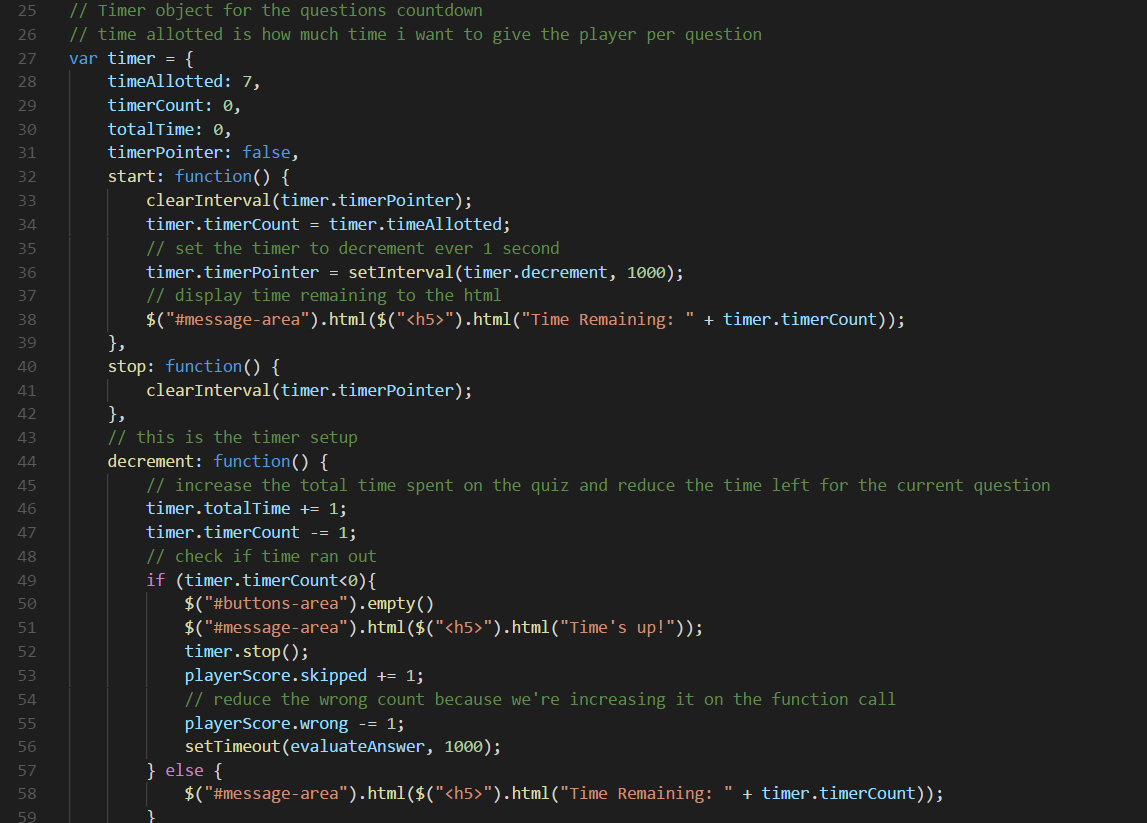 25 // Timer object for the questions countdown
26 // time allotted is how much time i want to give the player per question
27 var timer = {
28     timeAllotted: 7,
29     timerCount: 0,
30     totalTime: 0,
31     timerPointer: false,
32     start: function() {
33         clearInterval(timer.timerPointer);
34         timer.timerCount = timer.timeAllotted;
35         // set the timer to decrement ever 1 second
36         timer.timerPointer = setInterval(timer.decrement, 1000);
37         // display time remaining to the html
38         $("#message-area").html($("<h5>").html("Time Remaining: " + timer.timerCount));
39     },
40     stop: function() {
41         clearInterval(timer.timerPointer);
42     },
43     // this is the timer setup
44     decrement: function() {
45         // increase the total time spent on the quiz and reduce the time left for the current question
46         timer.totalTime += 1;
47         timer.timerCount -= 1;
48         // check if time ran out
49         if (timer.timerCount<0){
50             $("#buttons-area").empty()
51             $("#message-area").html($("<h5>").html("Time's up!"));
52             timer.stop();
53             playerScore.skipped += 1;
54             // reduce the wrong count because we're increasing it on the function call
55             playerScore.wrong -= 1;
56             setTimeout(evaluateAnswer, 1000);
57         } else {
58             $("#message-area").html($("<h5>").html("Time Remaining: " + timer.timerCount));
59         }